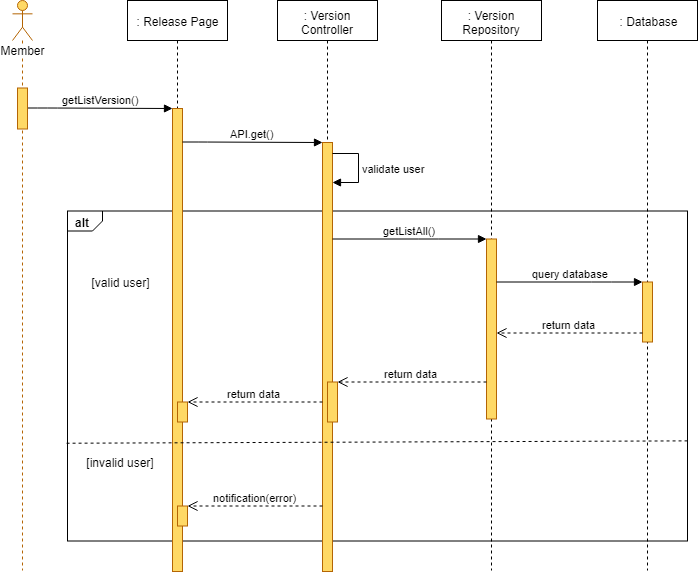 Member
: Release Page
: Version
Controller
: Version
Repository
: Database
getListVersion()
API.get()
validate user
alt
getListAll()
[valid user]
query database
return data
return data
return data
[invalid user]
notification(error)